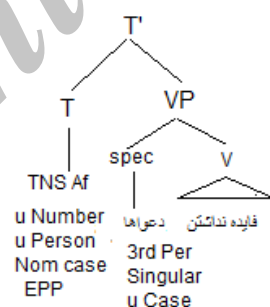 T'
T VP
spec V
TNS Af
دعواها فایده نداشتن
u Number
u Person
Nom case
EPP
3rd Per
Singular
u Case